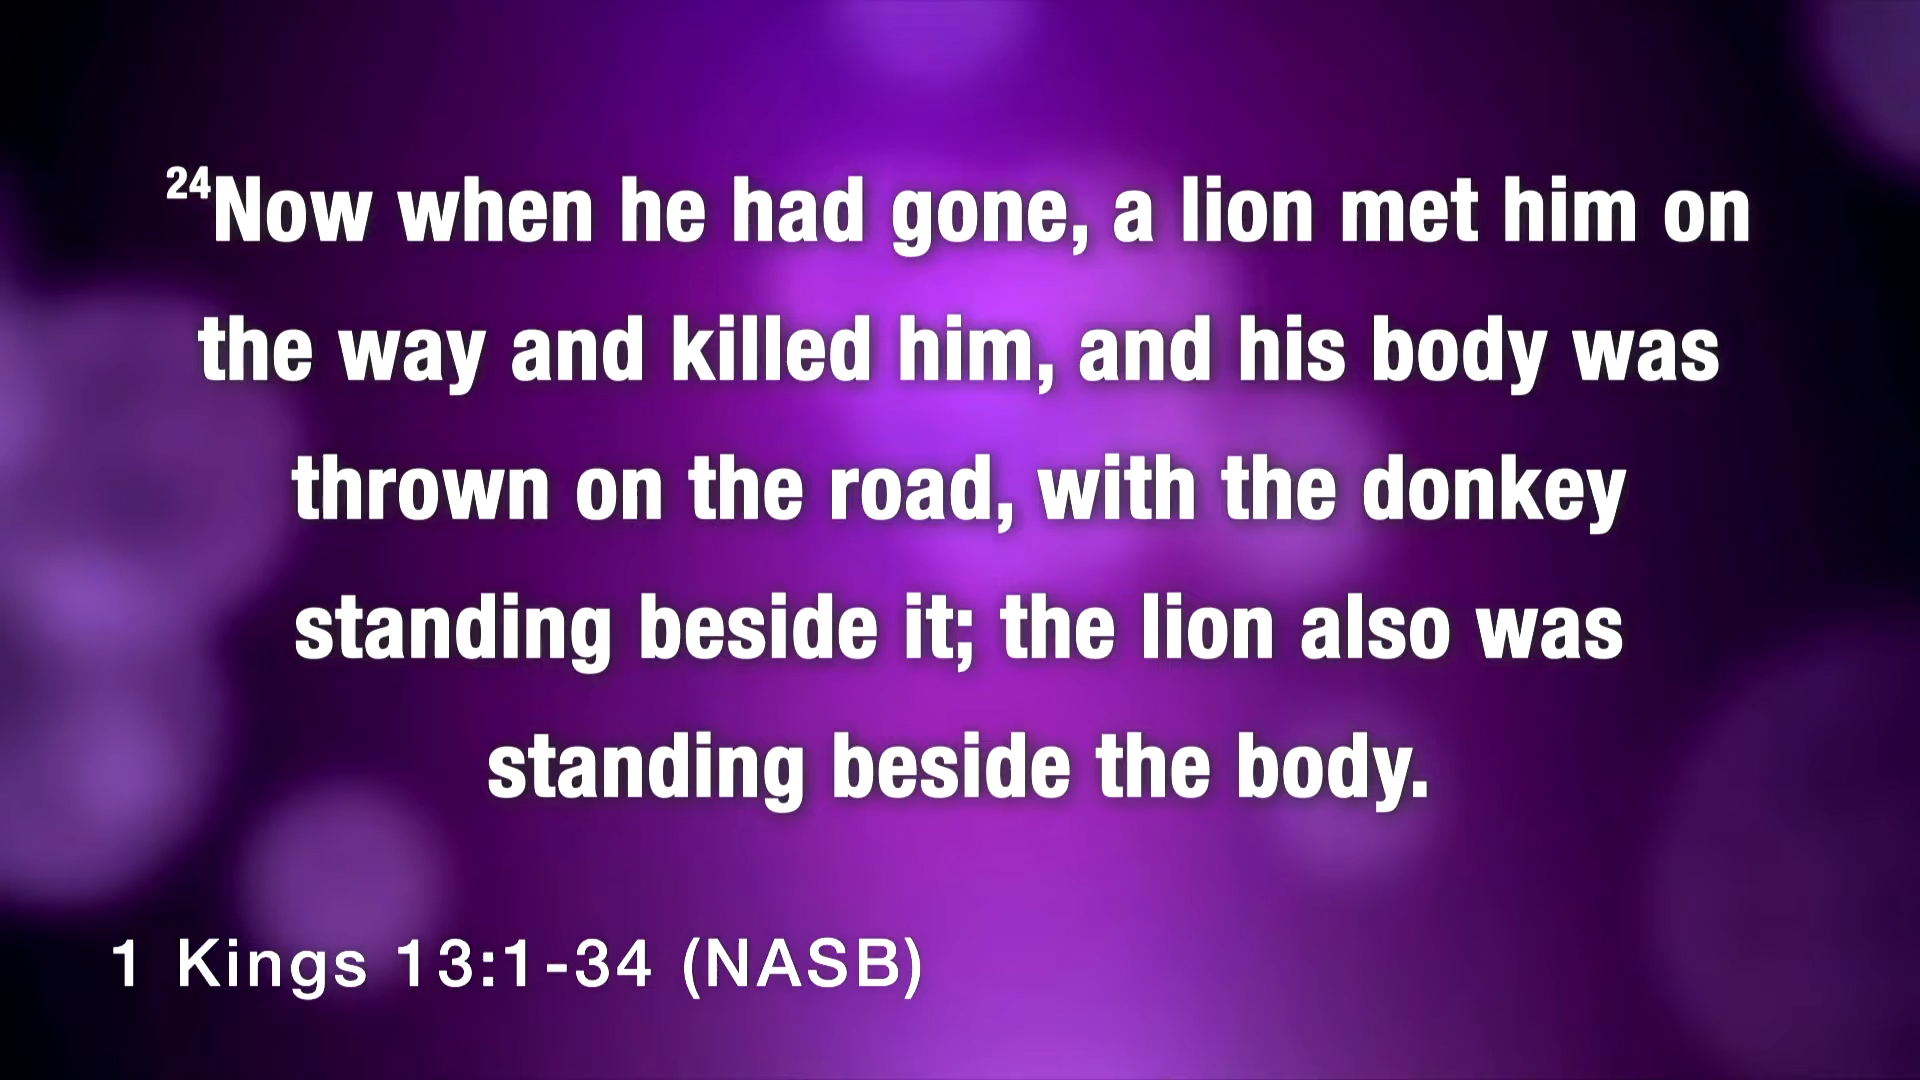 24Now when he had gone, a lion met him on
the way and killed him, and his body was
thrown on the road, with the donkey
standing beside it; the lion also was
standing beside the body.
1 Kings 13:1-34 (NASB)